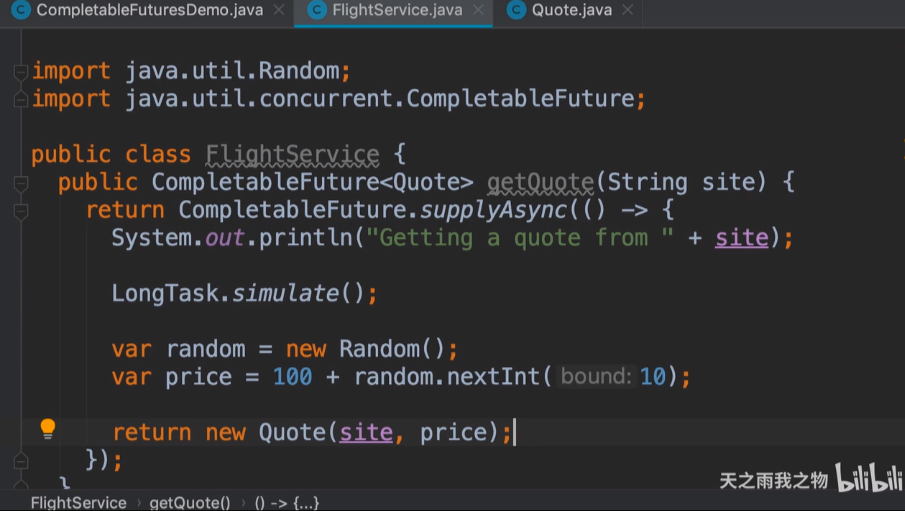 CompletableFuturesDemo.java FlightService.java Quote.java
import java.util.Random;
import java.util.concurrent.CompletableFuture;
public class FlightService {
public CompletableFuture<Quote> getQuote(String site) {
return CompletableFuture.supplyAsync(() -> {
System.out.println("Getting a quote from " + site);
LongTask.simulate();
var random = new Random();
var price = 100 + random.nextInt( bound: 10);
return new Quote(site, price);
});
}
天之雨我之物 bilibili
FlightService > getQuote() > () -> {...}